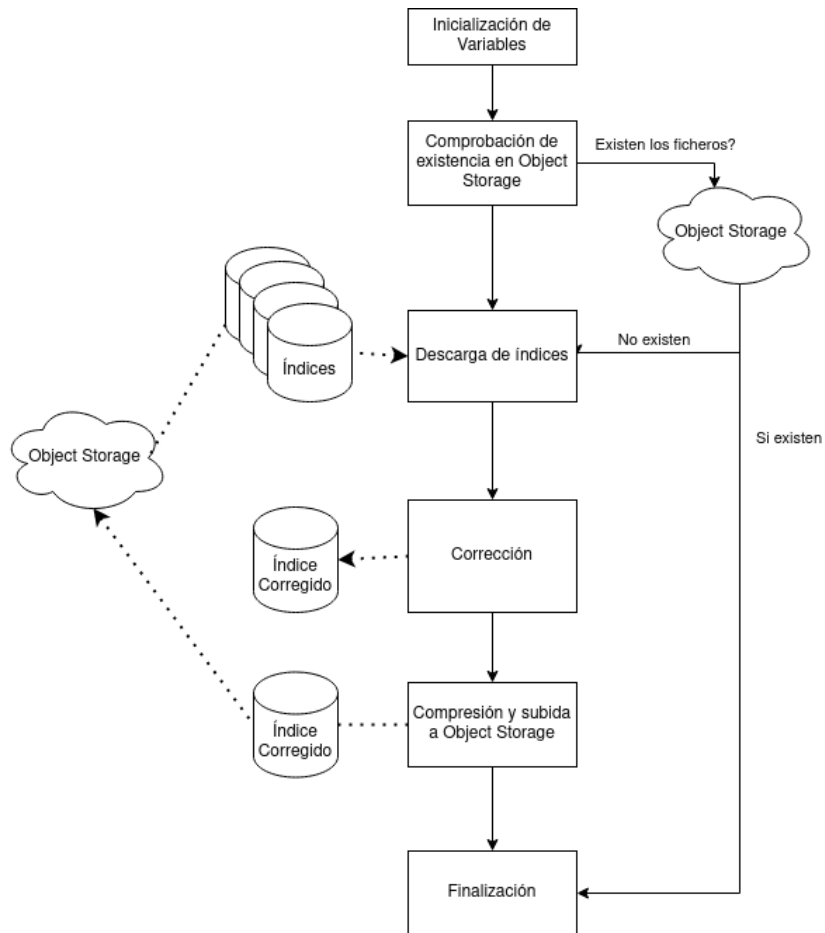 Inicialización de
Variables
Comprobación de
existencia en Object
Storage
Existen los ficheros?
Object Storage
Índices
Descarga de índices
No existen
Si existen
Object Storage
Índice
Corregido
Corrección
Índice
Corregido
Compresión y subida
a Object Storage
Finalización